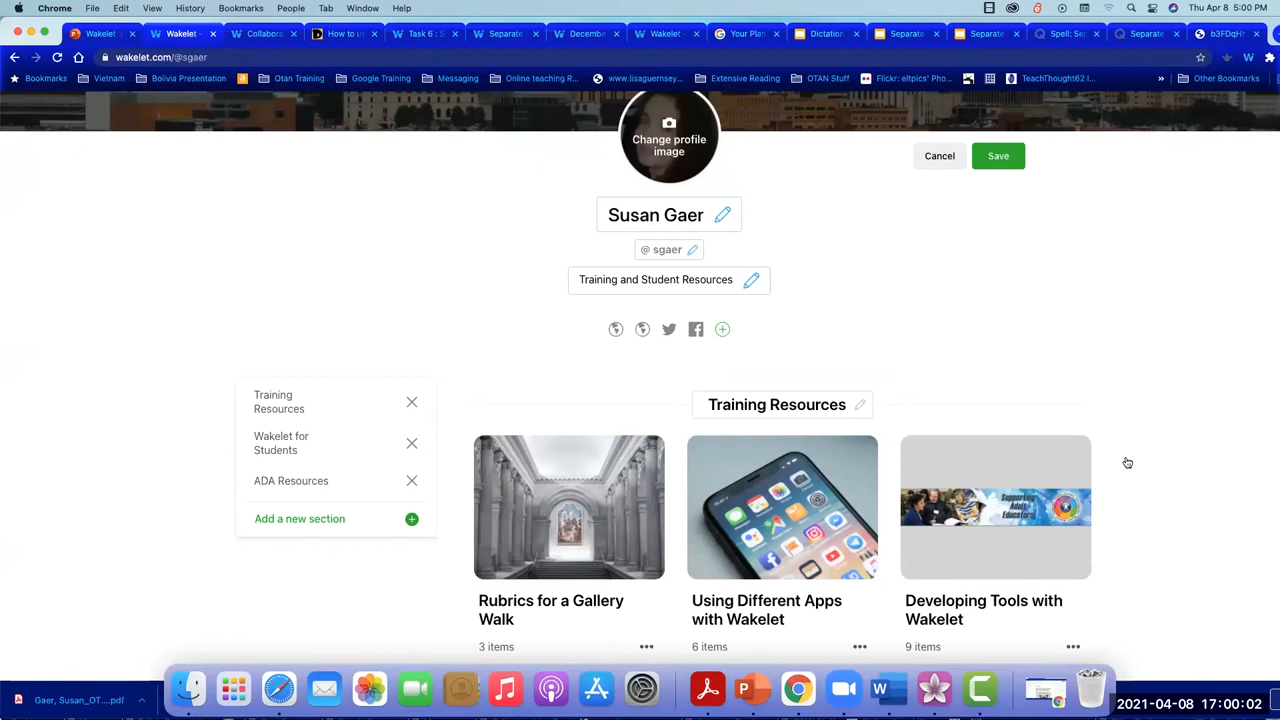 Chrome File Edit View History Bookmarks People Tab Window Help Thu Apr 8 5:00 PM
Wakelet Wakelet - Collabora How to u Task 6 : S Separate Decembe Wakelet - Your Plan Dictation Separate Separate Spell: Se Separate b3FDqH
wakelet.com/@sgaer
Bookmarks Vietnam Bolivia Presentation Otan Training Google Training Messaging Online teaching R... www.lisaguernsey... Extensive Reading OTAN Stuff Flickr: eltpics' Pho... TeachThought62 I... » Other Bookmarks
Change profile
image
Cancel Save
Susan Gaer
@ sgaer
Training and Student Resources
Training
Resources
Wakelet for
Students
ADA Resources
Add a new section
Training Resources
Supporting
Adult
Educators
Rubrics for a Gallery
Walk
3 items
Using Different Apps
with Wakelet
6 items
Developing Tools with
Wakelet
9 items
Gaer, Susan_OT....pdf
2021-04-08 17:00:02